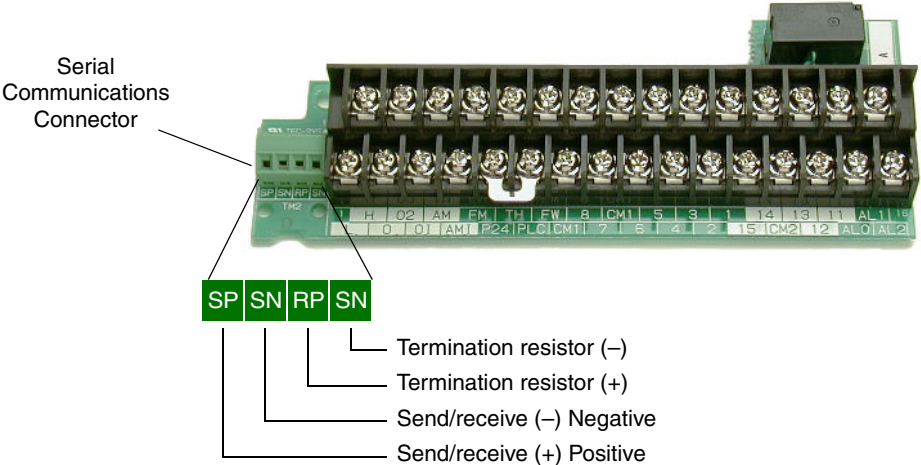 Serial
Communications
Connector
SP SN RP SN
TM2
H O2 AM FM TH FW 8 CM1 5 3 1 14 13 11 AL1
L O OI AMI P24 PLC CM1 7 6 4 2 15 CM2 12 AL0 AL2
SP SN RP SN
Termination resistor (–)
Termination resistor (+)
Send/receive (–) Negative
Send/receive (+) Positive